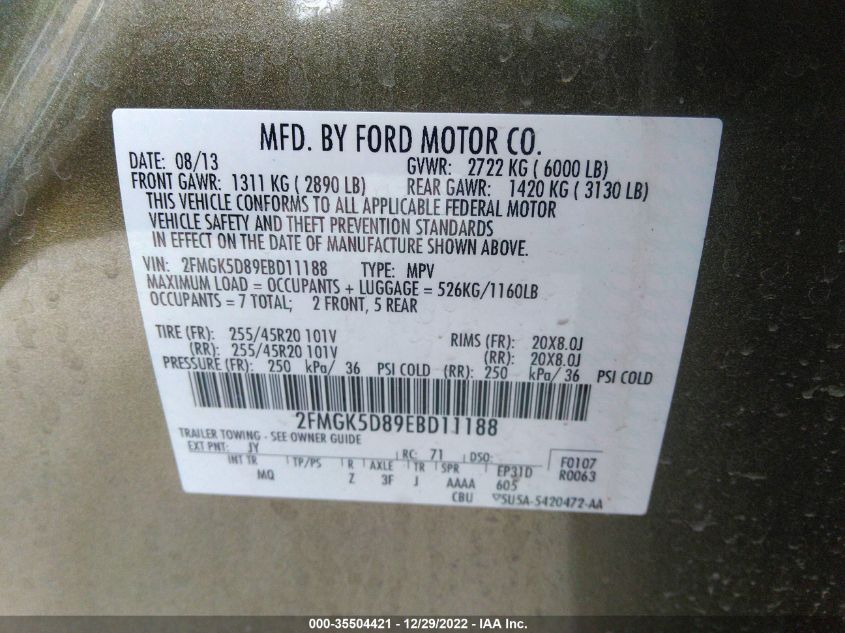 MFD. BY FORD MOTOR CO.
DATE: 08/13 GVWR: 2722 KG ( 6000 LB)
FRONT GAWR: 1311 KG ( 2890 LB) REAR GAWR: 1420 KG ( 3130 LB)
THIS VEHICLE CONFORMS TO ALL APPLICABLE FEDERAL MOTOR
VEHICLE SAFETY AND THEFT PREVENTION STANDARDS
IN EFFECT ON THE DATE OF MANUFACTURE SHOWN ABOVE.
VIN: 2FMGK5D89EBD11188 TYPE: MPV
MAXIMUM LOAD = OCCUPANTS + LUGGAGE = 526KG/1160LB
OCCUPANTS = 7 TOTAL; 2 FRONT, 5 REAR
TIRE (FR): 255/45R20 101V RIMS (FR): 20X8.0J
(RR): 255/45R20 101V (RR): 20X8.0J
PRESSURE (FR): 250 kPa/ 36 PSI COLD (RR): 250 kPa/ 36 PSI COLD
2FMGK5D89EBD11188
TRAILER TOWING - SEE OWNER GUIDE
EXT PNT: JY RC: 71 DSO: F0107
INT TR TP/PS R AXLE TR SPR EP31D R0063
MQ Z 3F J AAAA 605
CBU 5U5A-5420472-AA
000-35504421 - 12/29/2022 - IAA Inc.